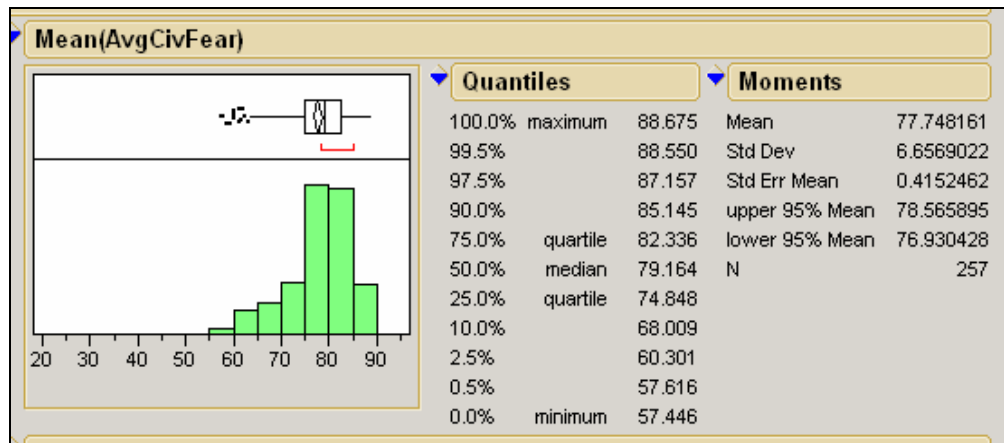 Mean(AvgCivFear)
20 30 40 50 60 70 80 90
Quantiles
100.0% maximum 88.675
99.5% 88.550
97.5% 87.157
90.0% 85.145
75.0% quartile 82.336
50.0% median 79.164
25.0% quartile 74.848
10.0% 68.009
2.5% 60.301
0.5% 57.616
0.0% minimum 57.446
Moments
Mean 77.748161
Std Dev 6.6569022
Std Err Mean 0.4152462
upper 95% Mean 78.565895
lower 95% Mean 76.930428
N 257